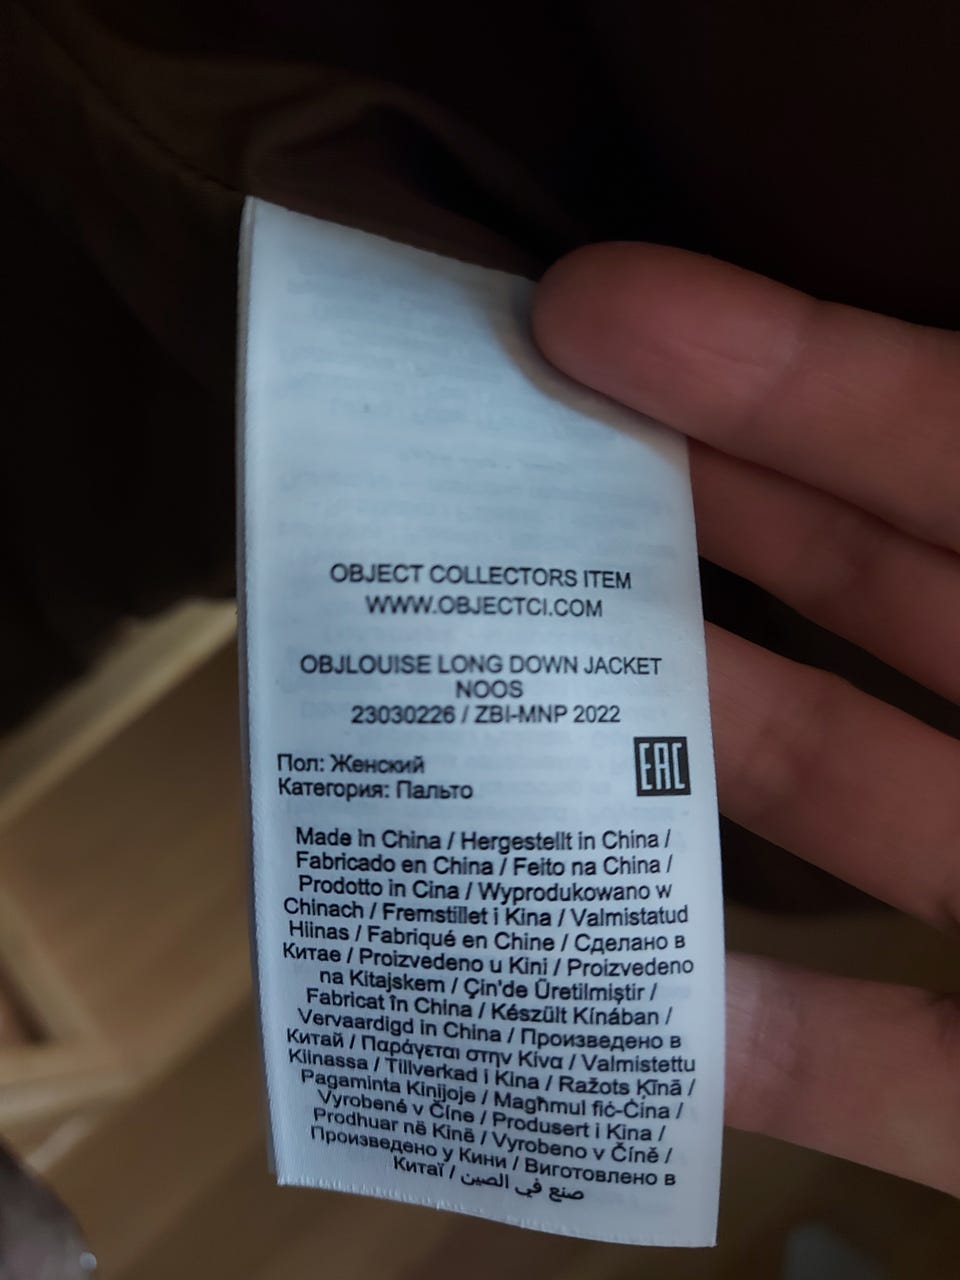 OBJECT COLLECTORS ITEM
WWW.OBJECTCI.COM
OBJLOUISE LONG DOWN JACKET
NOOS
23030226 / ZBI-MNP 2022
Пол: Женский
Категория: Пальто
EAC
Made in China / Hergestellt in China /
Fabricado en China / Feito na China /
Prodotto in Cina / Wyprodukowano w
Chinach / Fremstillet i Kina / Valmistatud
Hiinas / Fabriqué en Chine / Сделано в
Китае / Proizvedeno u Kini / Proizvedeno
na Kitajskem / Çin'de Üretilmiştir /
Fabricat în China / Készült Kínában /
Vervaardigd in China / Произведено в
Китай / Παράγεται στην Κίνα / Valmistettu
Kiinassa / Tillverkad i Kina / Ražots Ķīnā /
Pagaminta Kinijoje / Magħmul fiċ-Ċina /
Vyrobené v Číne / Produsert i Kina /
Prodhuar në Kinë / Vyrobeno v Číně /
Произведено у Кини / Виготовлено в
Китаї / صنع في الصين